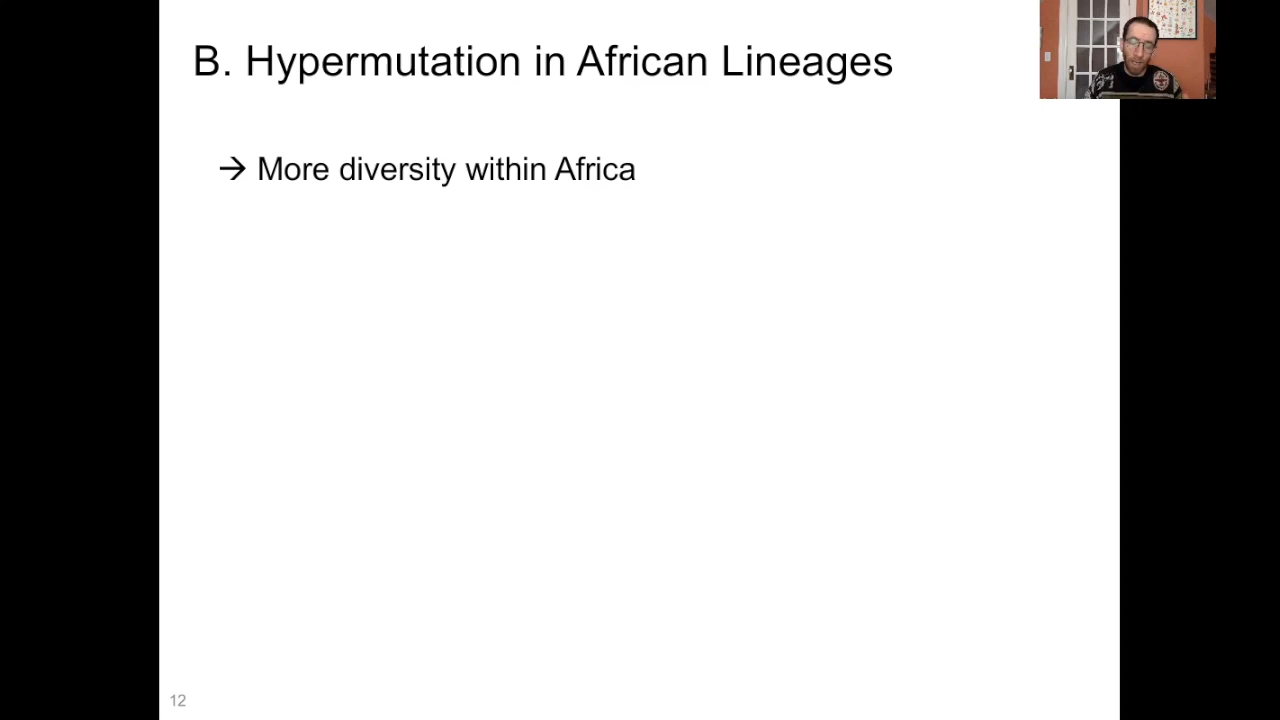 B. Hypermutation in African Lineages
→ More diversity within Africa
12